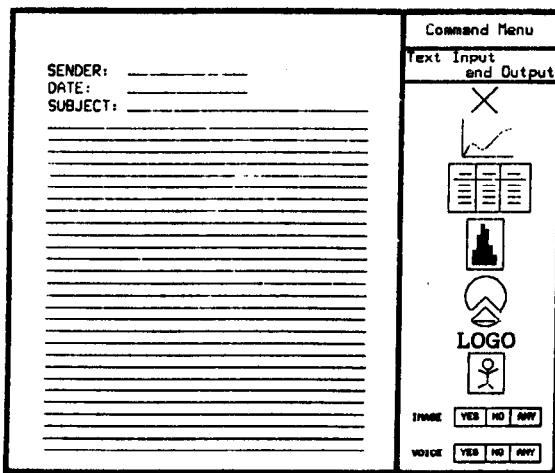 SENDER:
DATE:
SUBJECT:
Command Menu
Text Input
and Output
LOGO
IMAGE YES NO ANY
VOICE YES NO ANY